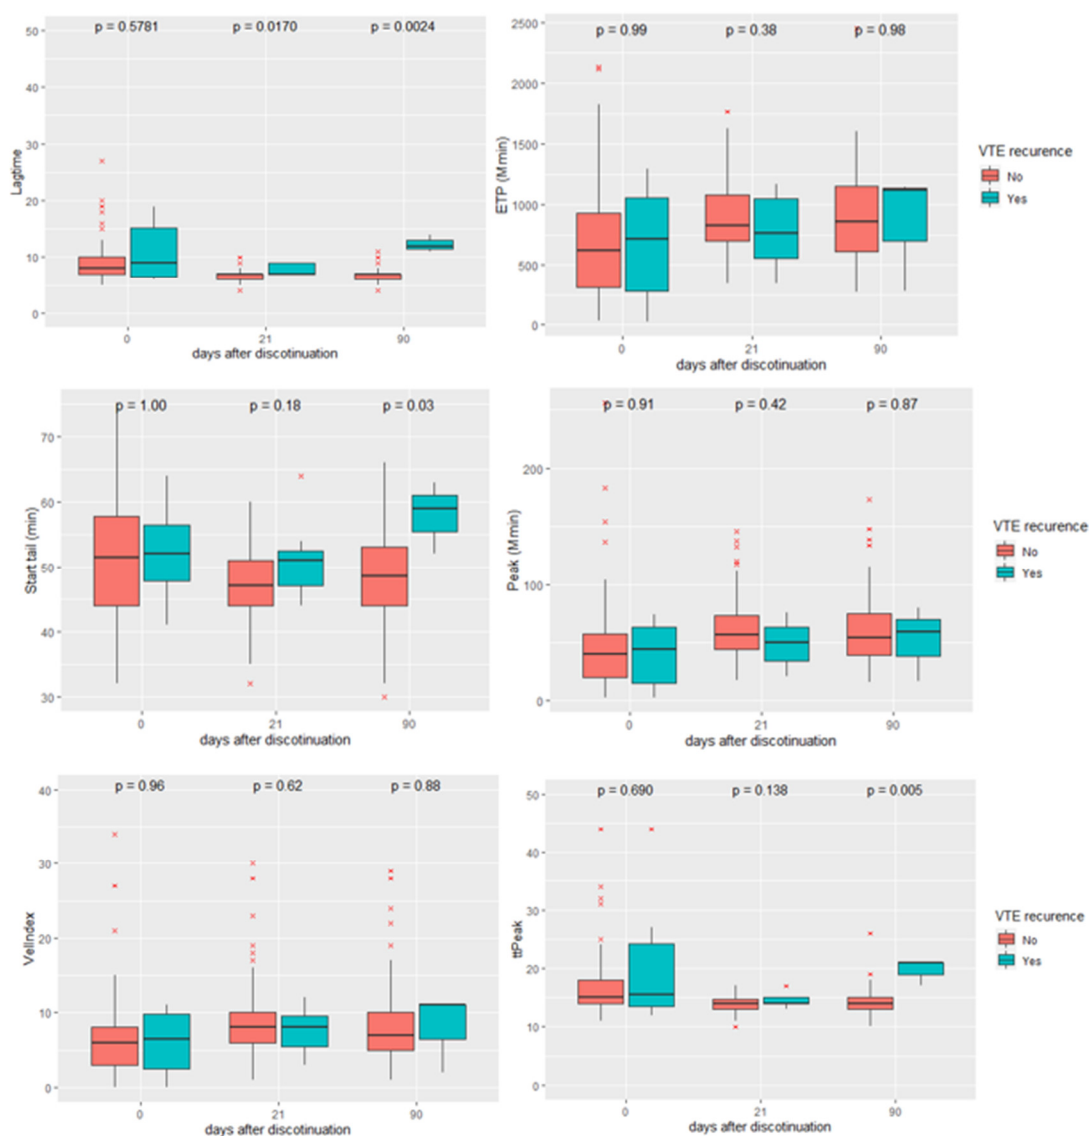 p = 0.5781 p = 0.0170 p = 0.0024
50
40
30
20
10
0
Lagtime
0 21 90
days after discotinuation
p = 0.99 p = 0.38 p = 0.98
2500
2000
1500
1000
500
0
ETP (Mmin)
0 21 90
days after discotinuation
VTE recurence
No
Yes
p = 1.00 p = 0.18 p = 0.03
70
60
50
40
30
Start tail (min)
0 21 90
days after discotinuation
p = 0.91 p = 0.42 p = 0.87
200
100
0
Peak (Mmin)
0 21 90
days after discotinuation
VTE recurence
No
Yes
p = 0.96 p = 0.62 p = 0.88
40
30
20
10
0
VelIndex
0 21 90
days after discotinuation
p = 0.690 p = 0.138 p = 0.005
50
40
30
20
10
0
ttPeak
0 21 90
days after discotinuation
VTE recurence
No
Yes